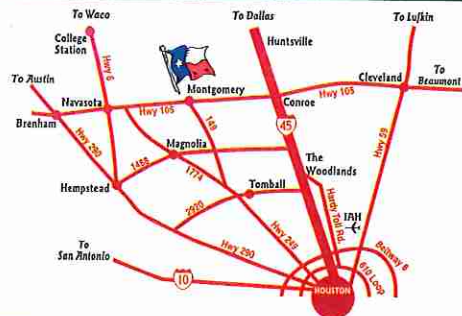 To Waco
College
Station
To Dallas
Huntsville
To Lufkin
To Austin
Hwy 6
Cleveland
To
Beaumont
Navasota
Montgomery
Hwy 105
Hwy 105
Conroe
Brenham
Hwy 290
149
45
Hwy 59
Magnolia
1488
1774
The
Woodlands
Hempstead
Tomball
Hardy Toll Rd.
IAH
2920
To
San Antonio
Hwy 290
Hwy 249
Beltway 8
610 Loop
10
HOUSTON